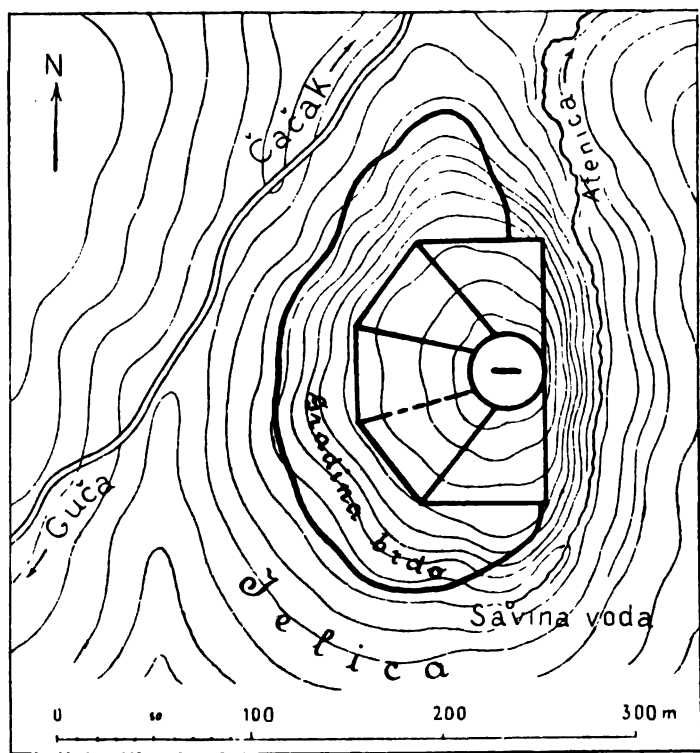 N
Čačak
Atenica
Gradina brdo
Guča
Savina voda
Jelica
0 50 100 200 300 m